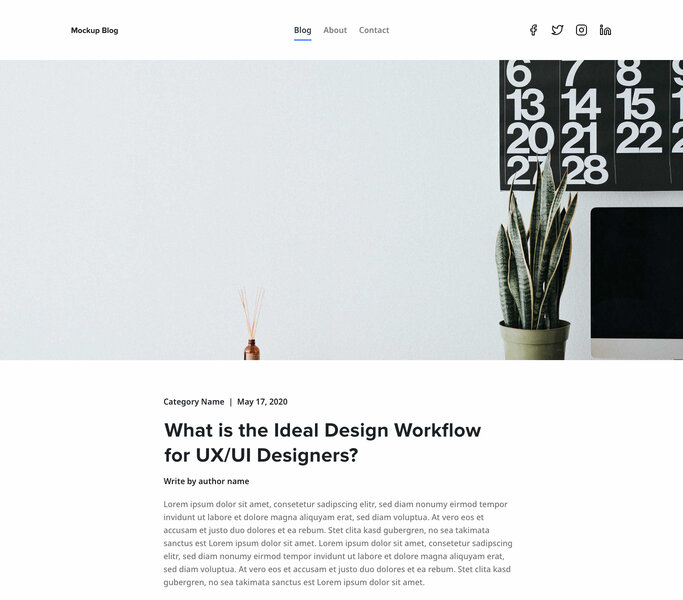 Mockup Blog
Blog About Contact
6 7 8 9
13 14 15
20 21 22 2
27 28
Category Name | May 17, 2020
What is the Ideal Design Workflow
for UX/UI Designers?
Write by author name
Lorem ipsum dolor sit amet, consetetur sadipscing elitr, sed diam nonumy eirmod tempor
invidunt ut labore et dolore magna aliquyam erat, sed diam voluptua. At vero eos et
accusam et justo duo dolores et ea rebum. Stet clita kasd gubergren, no sea takimata
sanctus est Lorem ipsum dolor sit amet. Lorem ipsum dolor sit amet, consetetur sadipscing
elitr, sed diam nonumy eirmod tempor invidunt ut labore et dolore magna aliquyam erat,
sed diam voluptua. At vero eos et accusam et justo duo dolores et ea rebum. Stet clita kasd
gubergren, no sea takimata sanctus est Lorem ipsum dolor sit amet.